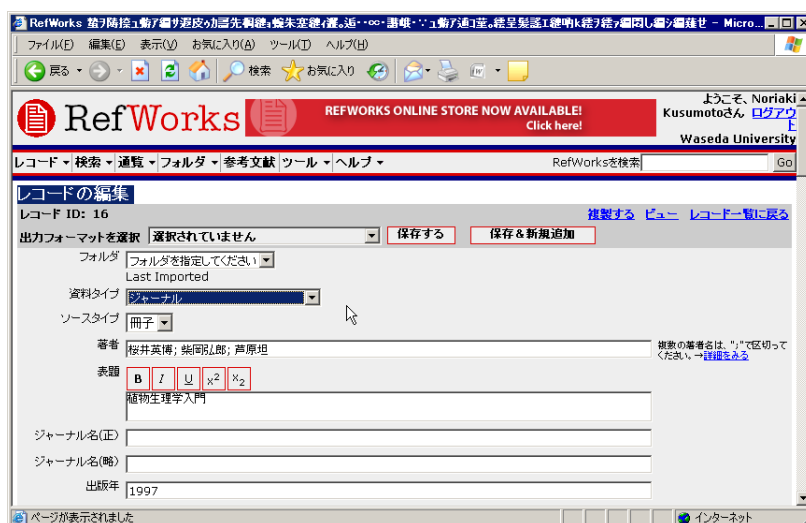 RefWorks
Micro...
ファイル(F) 編集(E) 表示(V) お気に入り(A) ツール(T) ヘルプ(H)
戻る 検索 お気に入り
RefWorks
REFWORKS ONLINE STORE NOW AVAILABLE!
Click here!
ようこそ、Noriaki
Kusumotoさん ログアウ
ト
Waseda University
レコード 検索 通覧 フォルダ 参考文献 ツール ヘルプ RefWorksを検索 Go
レコードの編集
レコード ID: 16 複製する ビュー レコード一覧に戻る
出力フォーマットを選択 選択されていません 保存する 保存&新規追加
フォルダ フォルダを指定してください
Last Imported
資料タイプ ジャーナル
ソースタイプ 冊子
著者 桜井英博; 柴岡弘郎; 芦原坦 複数の著者名は、";"で区切って
ください。→詳細をみる
表題 B I U x2 x2
植物生理学入門
ジャーナル名(正)
ジャーナル名(略)
出版年 1997
ページが表示されました インターネット